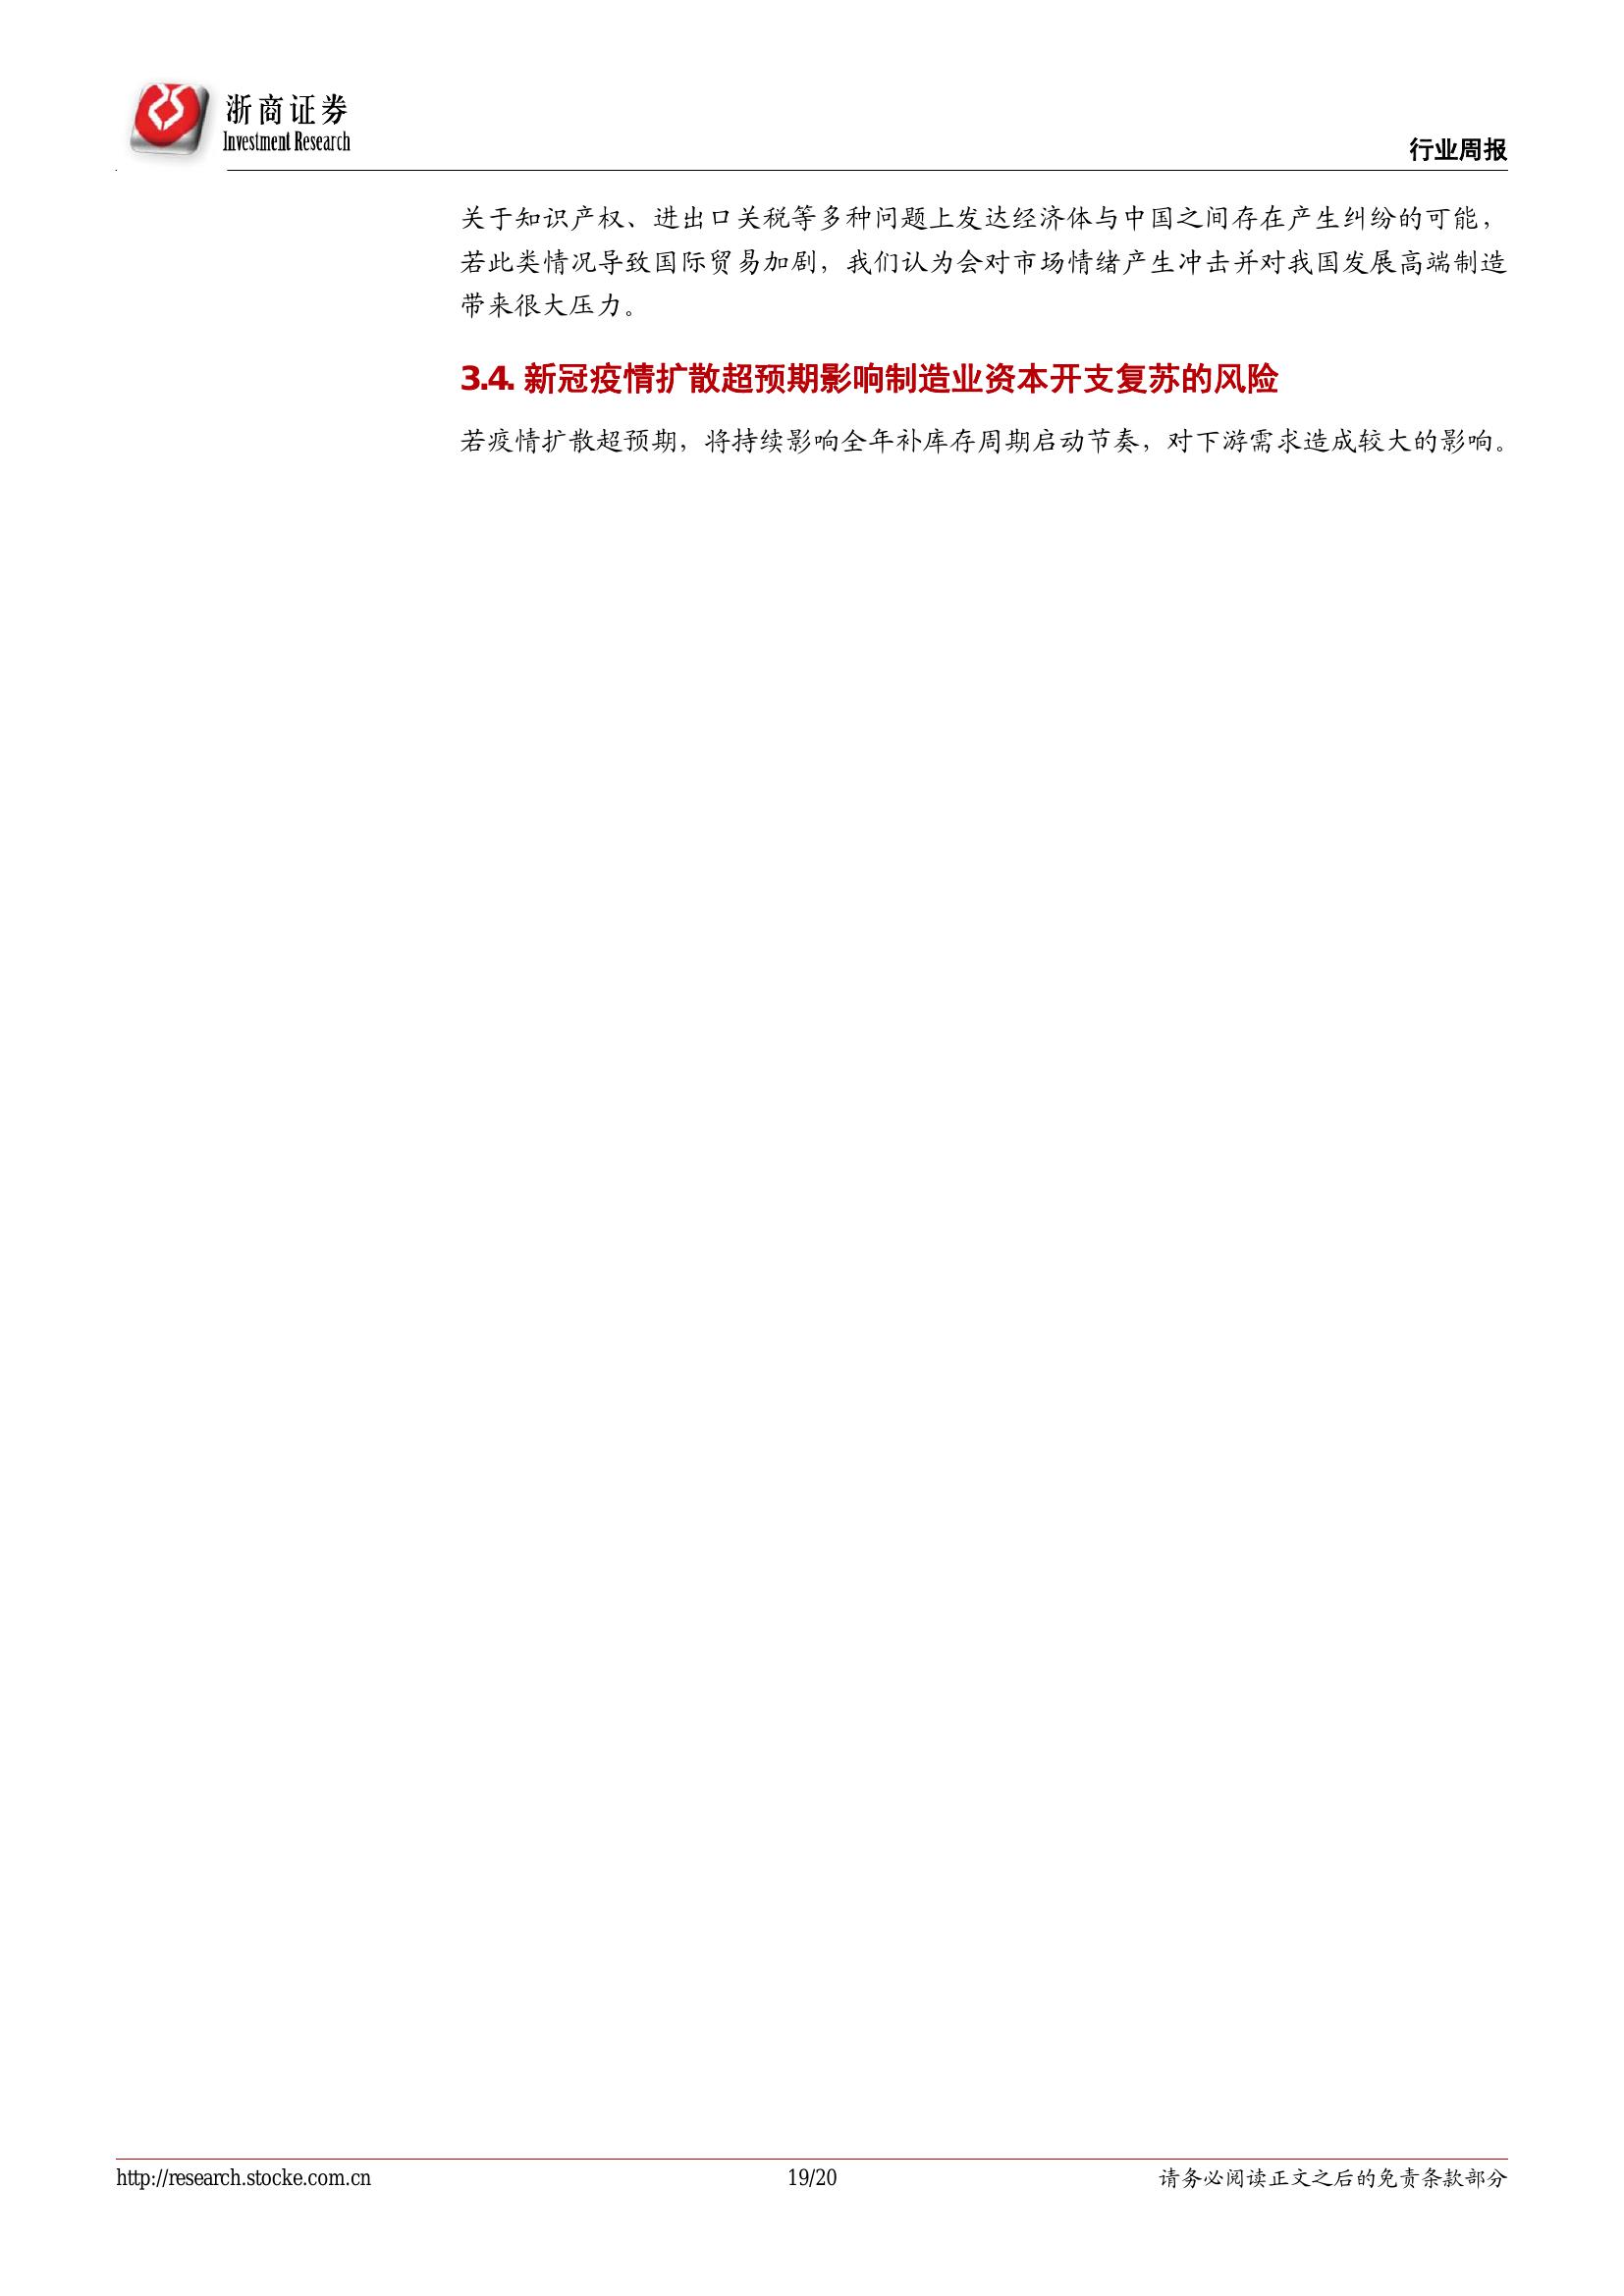 浙商证券
Investment Research
行业周报
关于知识产权、进出口关税等多种问题上发达经济体与中国之间存在产生纠纷的可能，
若此类情况导致国际贸易加剧，我们认为会对市场情绪产生冲击并对我国发展高端制造
带来很大压力。
3.4. 新冠疫情扩散超预期影响制造业资本开支复苏的风险
若疫情扩散超预期，将持续影响全年补库存周期启动节奏，对下游需求造成较大的影响。
http://research.stocke.com.cn
19/20
请务必阅读正文之后的免责条款部分